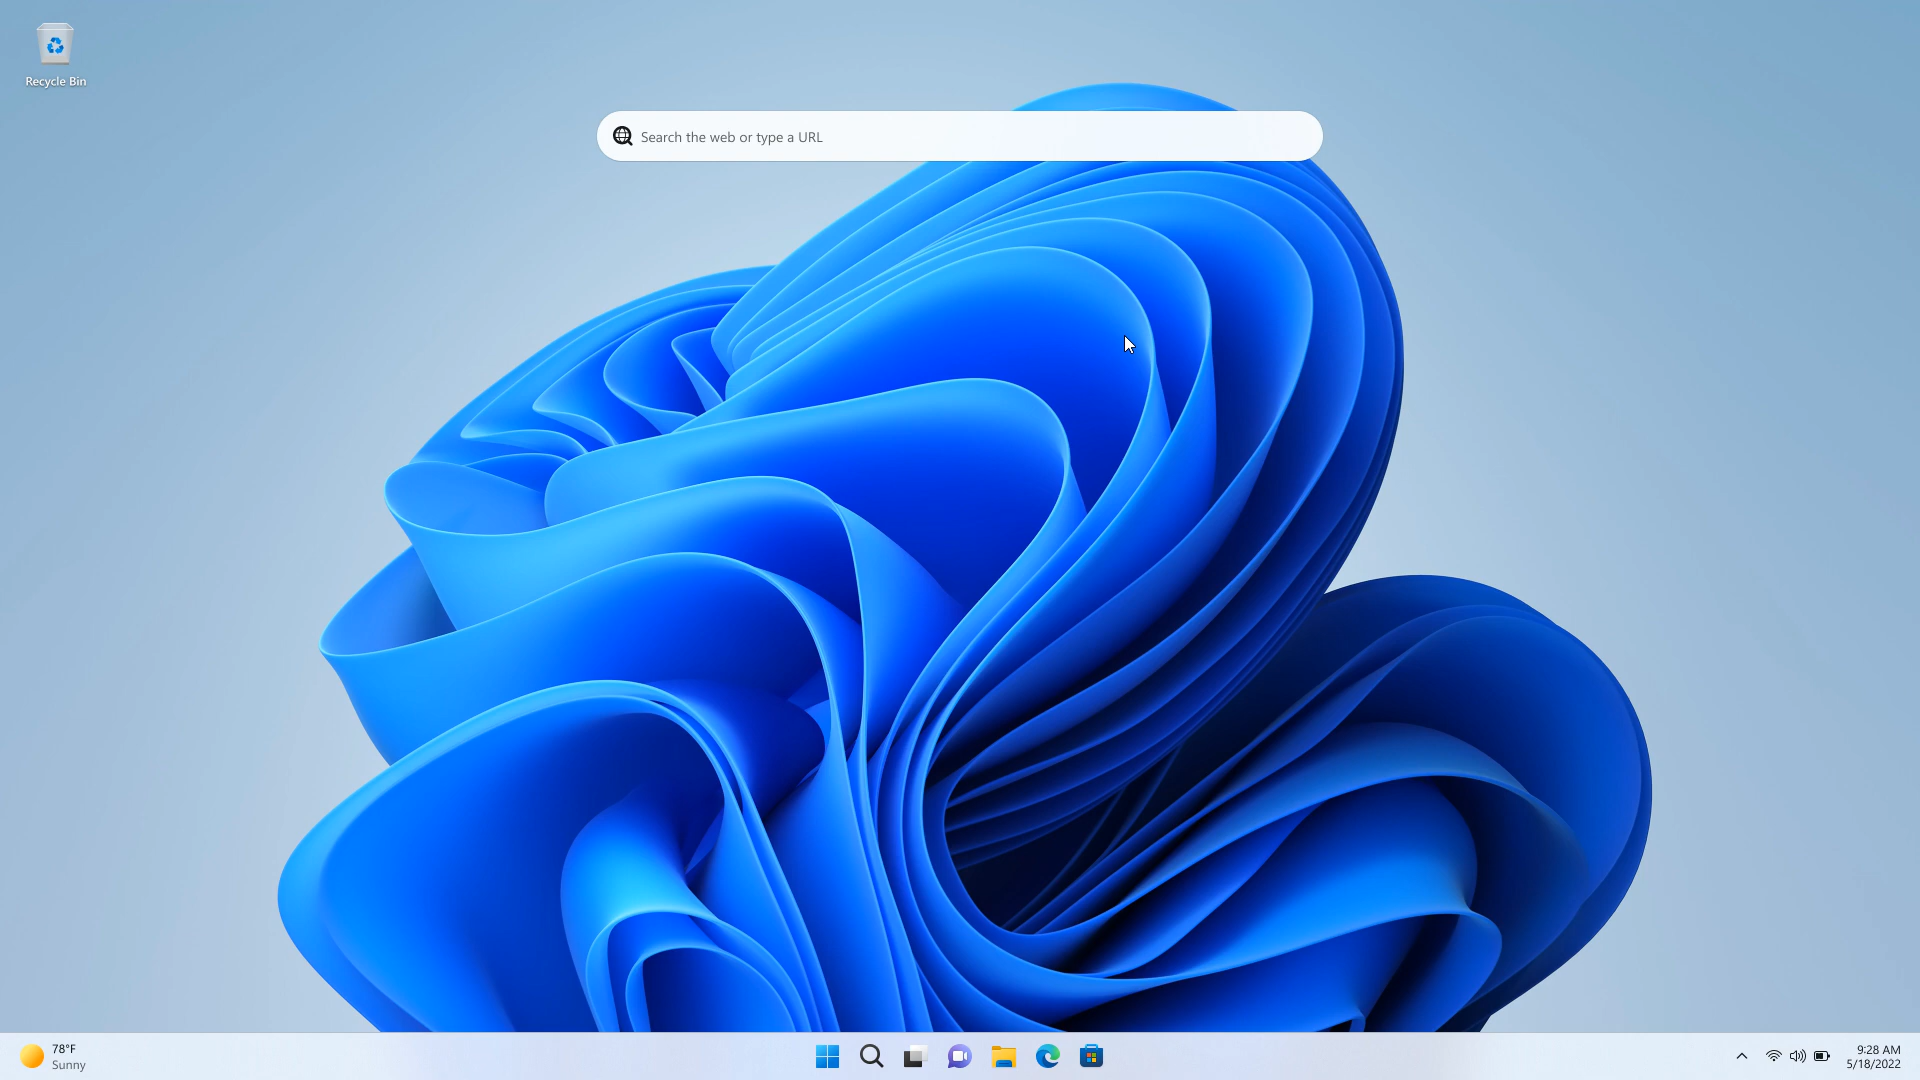 Recycle Bin
Search the web or type a URL
78°F
Sunny
9:28 AM
5/18/2022